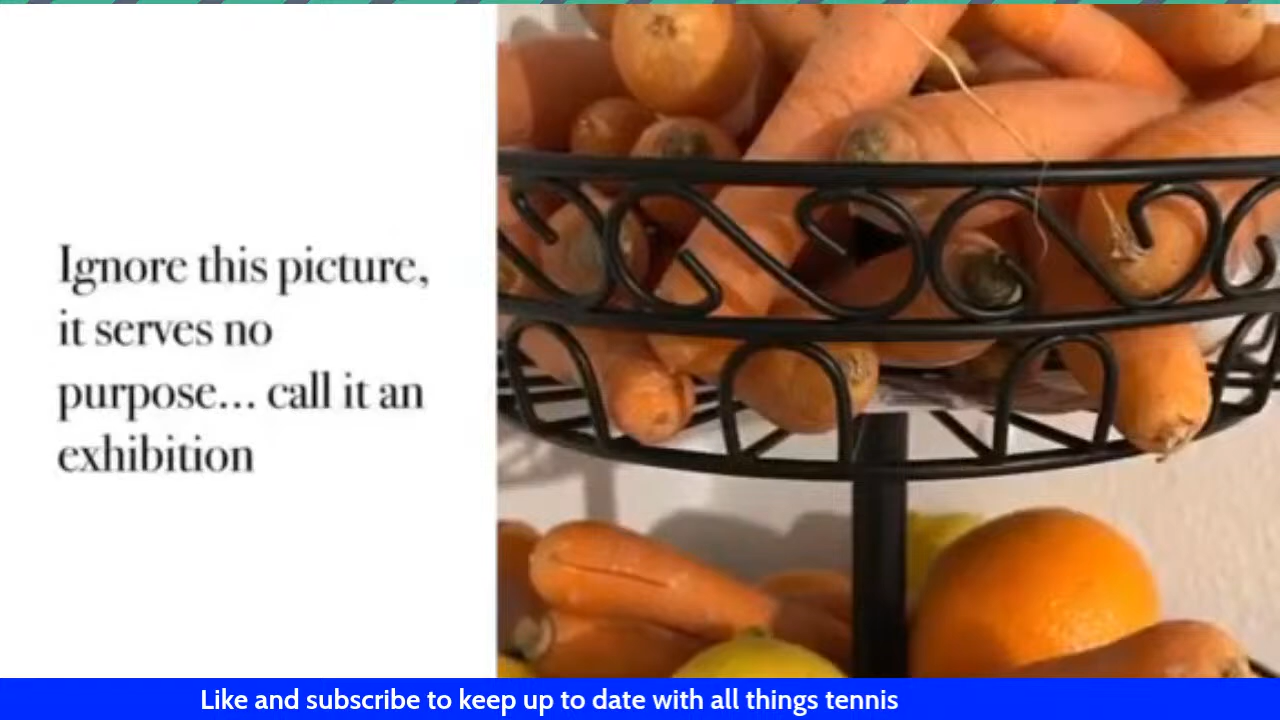 Ignore this picture,
it serves no
purpose... call it an
exhibition
Like and subscribe to keep up to date with all things tennis